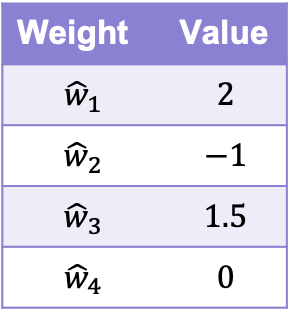 Weight Value
ŵ₁ 2
ŵ₂ −1
ŵ₃ 1.5
ŵ₄ 0